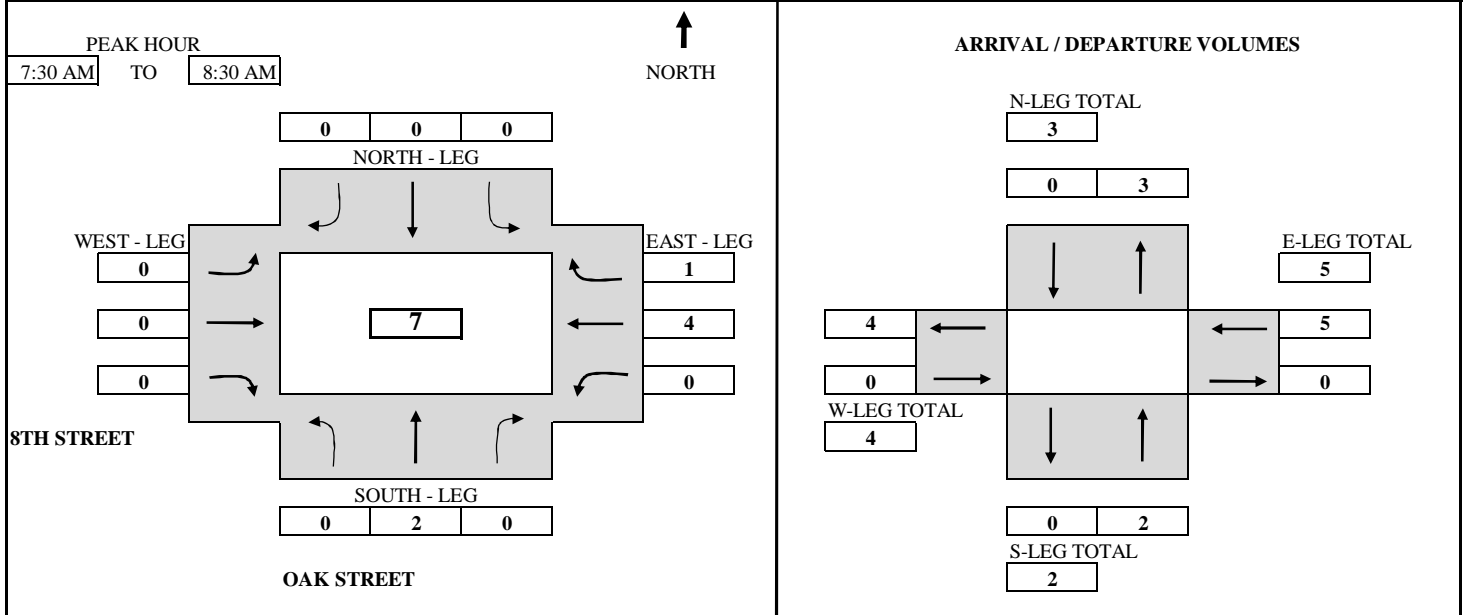 PEAK HOUR
7:30 AM TO 8:30 AM
NORTH
0 0 0
NORTH - LEG
WEST - LEG
EAST - LEG
0
1
0
7
4
0
0
8TH STREET
SOUTH - LEG
0 2 0
OAK STREET
ARRIVAL / DEPARTURE VOLUMES
N-LEG TOTAL
3
0 3
E-LEG TOTAL
5
4
5
0
0
W-LEG TOTAL
4
0 2
S-LEG TOTAL
2